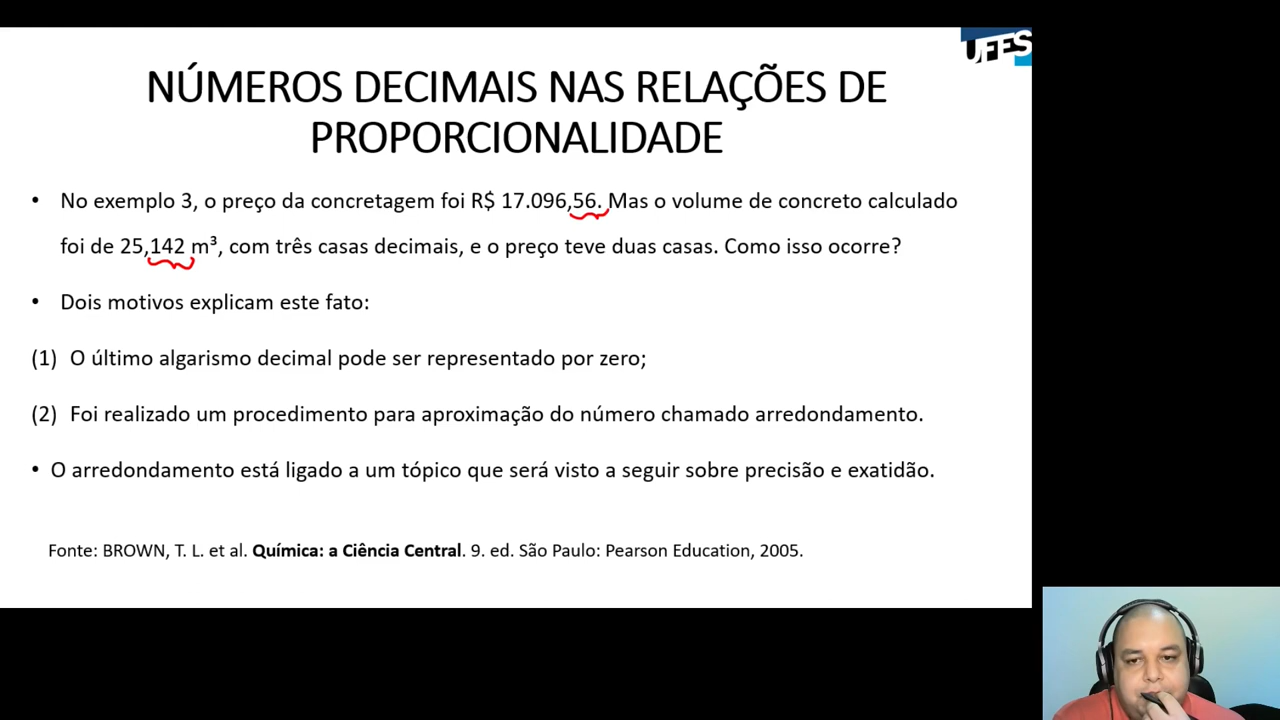 UFES
NÚMEROS DECIMAIS NAS RELAÇÕES DE
PROPORCIONALIDADE
• No exemplo 3, o preço da concretagem foi R$ 17.096,56. Mas o volume de concreto calculado
foi de 25,142 m³, com três casas decimais, e o preço teve duas casas. Como isso ocorre?
• Dois motivos explicam este fato:
(1) O último algarismo decimal pode ser representado por zero;
(2) Foi realizado um procedimento para aproximação do número chamado arredondamento.
• O arredondamento está ligado a um tópico que será visto a seguir sobre precisão e exatidão.
Fonte: BROWN, T. L. et al. Química: a Ciência Central. 9. ed. São Paulo: Pearson Education, 2005.